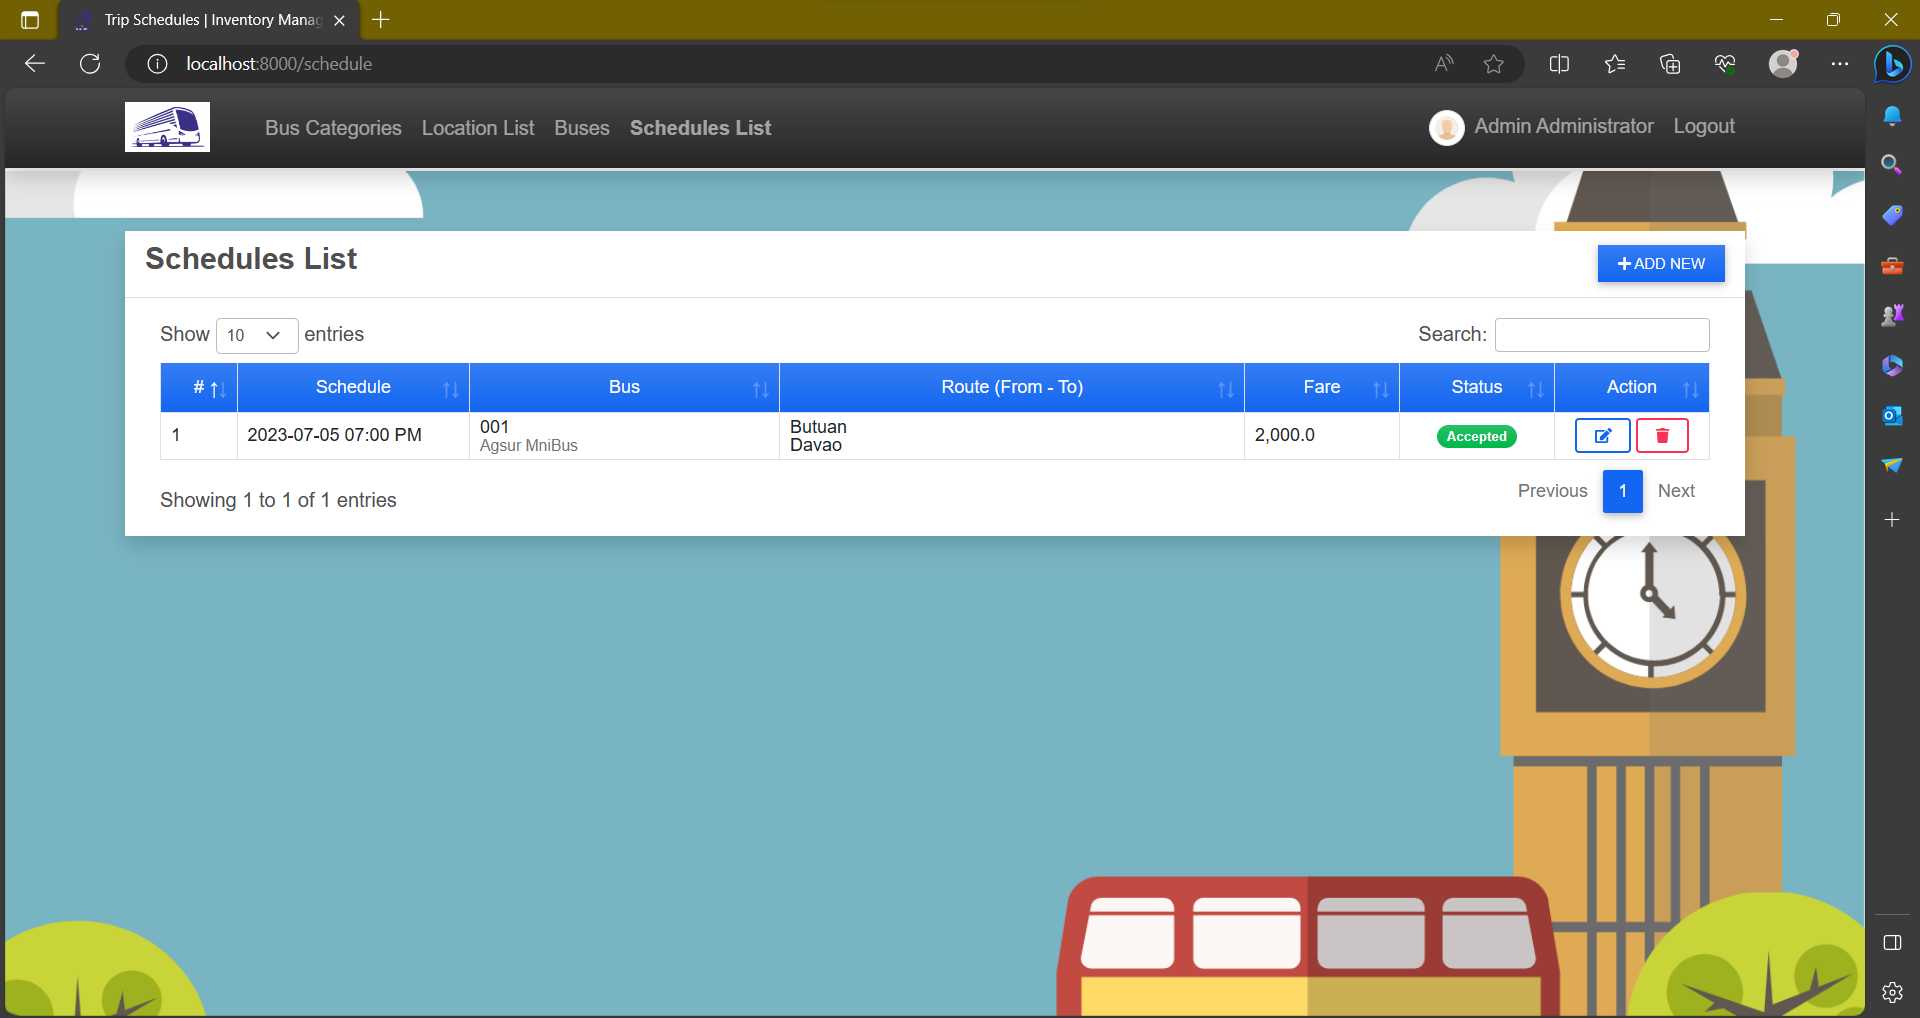 Trip Schedules | Inventory Manag
localhost:8000/schedule
Bus Categories Location List Buses Schedules List Admin Administrator Logout
Schedules List
ADD NEW
Show 10 entries Search:
# Schedule Bus Route (From - To) Fare Status Action
1 2023-07-05 07:00 PM 001 Butuan 2,000.0 Accepted
Agsur MniBus Davao
Showing 1 to 1 of 1 entries Previous 1 Next